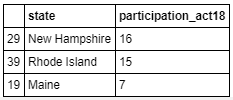 state participation_act18
29 New Hampshire 16
39 Rhode Island 15
19 Maine 7